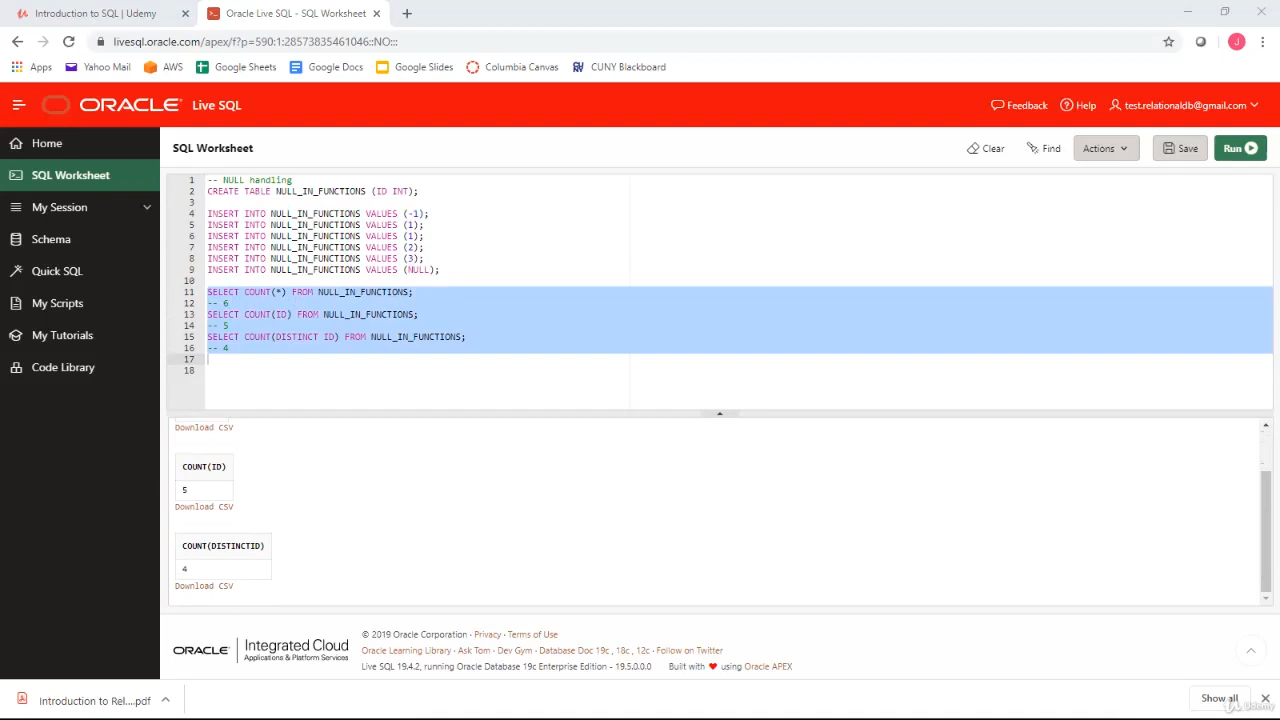 Introduction to SQL | Udemy
Oracle Live SQL - SQL Worksheet
livesql.oracle.com/apex/f?p=590:1:28573835461046::NO:::
J
Apps
Yahoo Mail
AWS
Google Sheets
Google Docs
Google Slides
Columbia Canvas
CUNY Blackboard
ORACLE Live SQL
Feedback
Help
test.relationaldb@gmail.com
Home
SQL Worksheet
My Session
Schema
Quick SQL
My Scripts
My Tutorials
Code Library
SQL Worksheet
Clear
Find
Actions
Save
Run
1 -- NULL handling
2 CREATE TABLE NULL_IN_FUNCTIONS (ID INT);
3
4 INSERT INTO NULL_IN_FUNCTIONS VALUES (-1);
5 INSERT INTO NULL_IN_FUNCTIONS VALUES (1);
6 INSERT INTO NULL_IN_FUNCTIONS VALUES (1);
7 INSERT INTO NULL_IN_FUNCTIONS VALUES (2);
8 INSERT INTO NULL_IN_FUNCTIONS VALUES (3);
9 INSERT INTO NULL_IN_FUNCTIONS VALUES (NULL);
10
11 SELECT COUNT(*) FROM NULL_IN_FUNCTIONS;
12 -- 6
13 SELECT COUNT(ID) FROM NULL_IN_FUNCTIONS;
14 -- 5
15 SELECT COUNT(DISTINCT ID) FROM NULL_IN_FUNCTIONS;
16 -- 4
17
18
Download CSV
COUNT(ID)
5
Download CSV
COUNT(DISTINCTID)
4
Download CSV
ORACLE
Integrated Cloud
Applications & Platform Services
© 2019 Oracle Corporation · Privacy · Terms of Use
Oracle Learning Library · Ask Tom · Dev Gym · Database Doc 19c, 18c, 12c · Follow on Twitter
Live SQL 19.4.2, running Oracle Database 19c Enterprise Edition - 19.5.0.0.0 Built with ♥ using Oracle APEX
Introduction to Rel....pdf
Show all
Udemy